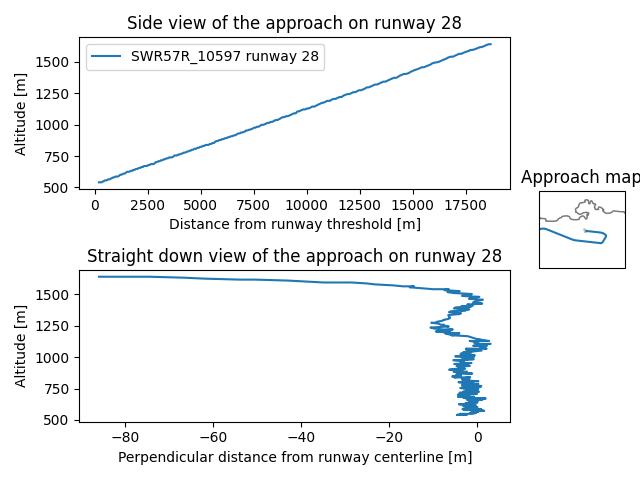 Side view of the approach on runway 28
SWR57R_10597 runway 28
Altitude [m]
1500
1250
1000
750
500
0
2500
5000
7500
10000
12500
15000
17500
Distance from runway threshold [m]
Approach map
Straight down view of the approach on runway 28
Altitude [m]
1500
1250
1000
750
500
−80
−60
−40
−20
0
Perpendicular distance from runway centerline [m]